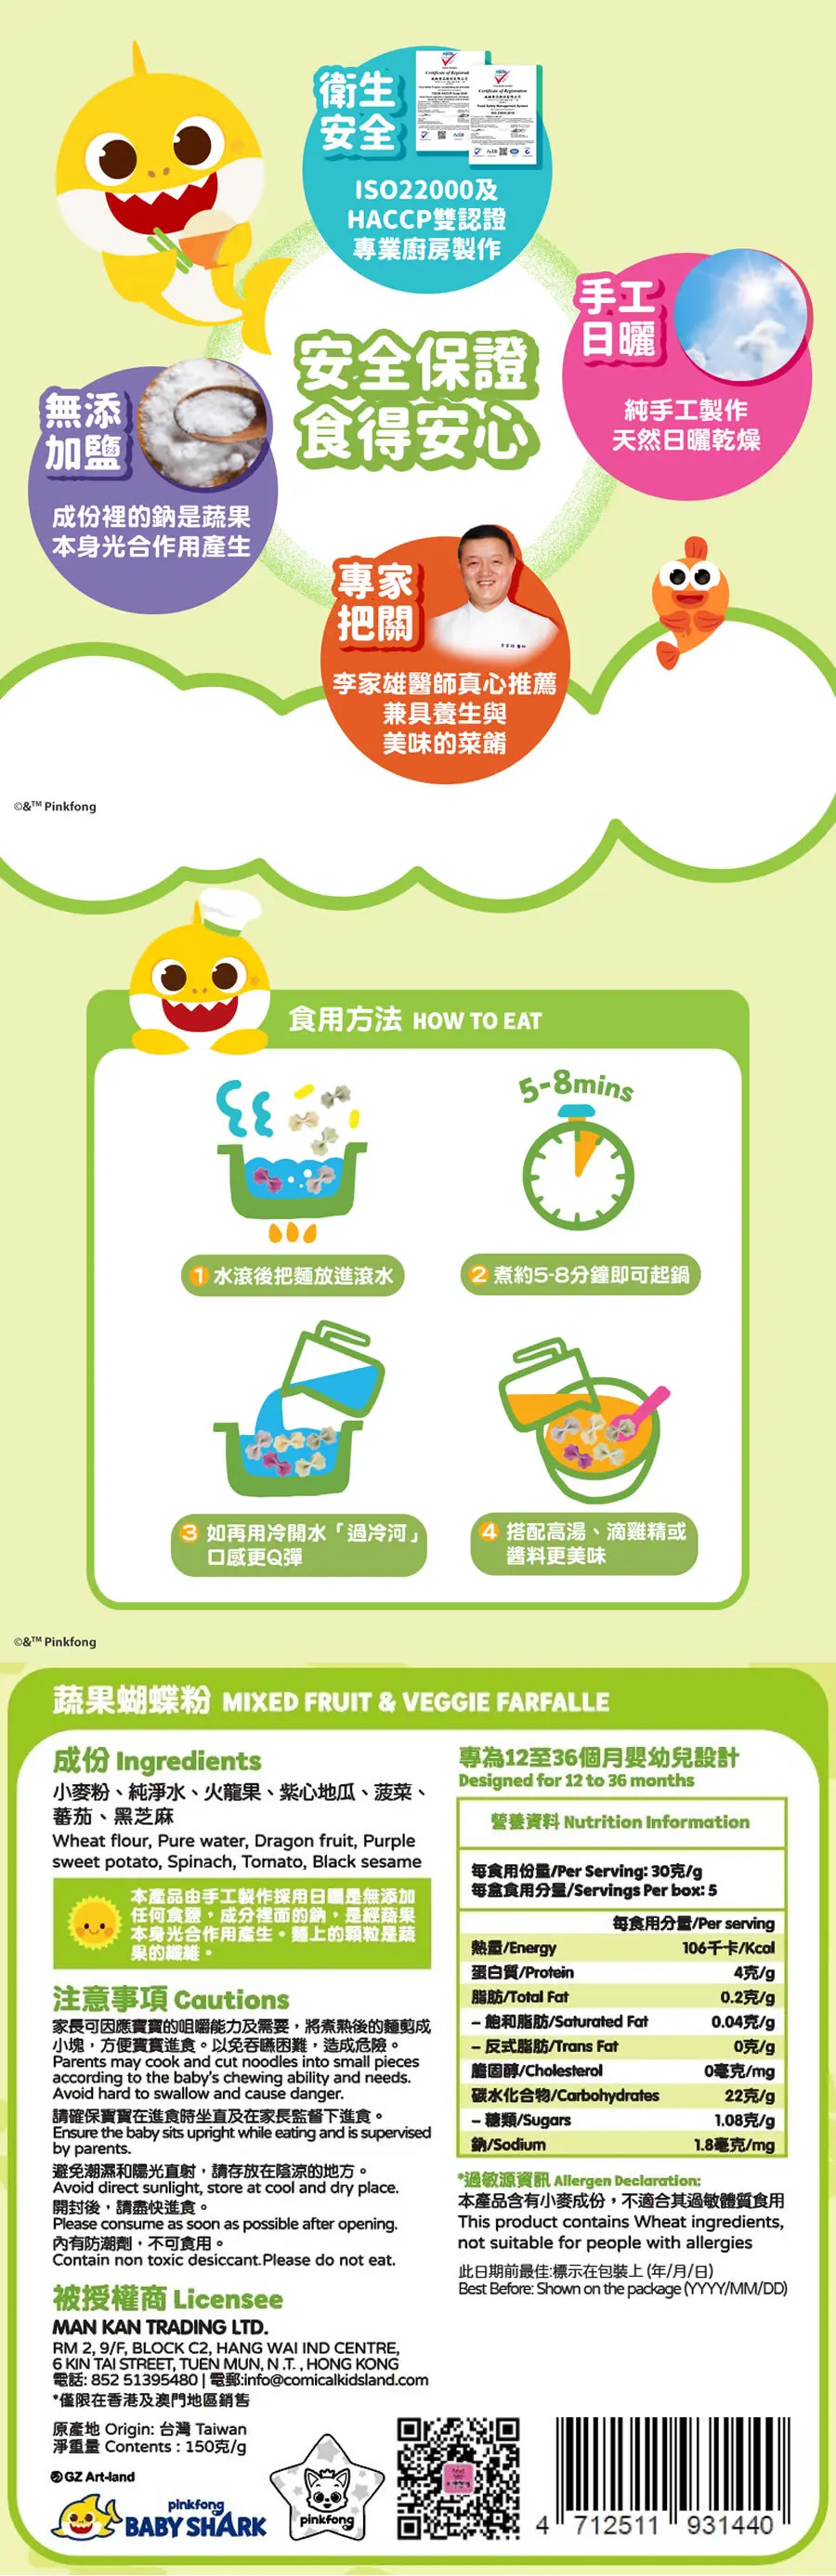 衛生
安全
ISO22000及
HACCP雙認證
專業廚房製作
手工
日曬
純手工製作
天然日曬乾燥
安全保證
食得安心
無添
加鹽
成份裡的鈉是蔬果
本身光合作用產生
專家
把關
李家雄醫師真心推薦
兼具養生與
美味的菜餚
©&™ Pinkfong
食用方法 HOW TO EAT
5-8mins
1 水滾後把麵放進滾水
2 煮約5-8分鐘即可起鍋
3 如再用冷開水「過冷河」
口感更Q彈
4 搭配高湯、滴雞精或
醬料更美味
©&™ Pinkfong
蔬果蝴蝶粉 MIXED FRUIT & VEGGIE FARFALLE
成份 Ingredients
小麥粉、純淨水、火龍果、紫心地瓜、菠菜、
蕃茄、黑芝麻
Wheat flour, Pure water, Dragon fruit, Purple
sweet potato, Spinach, Tomato, Black sesame
本產品由手工製作採用日曬是無添加
任何食鹽，成分裡面的鈉，是經蔬果
本身光合作用產生。麵上的顆粒是蔬
果的纖維。
注意事項 Cautions
家長可因應寶寶的咀嚼能力及需要，將煮熟後的麵剪成
小塊，方便寶寶進食。以免吞嚥困難，造成危險。
Parents may cook and cut noodles into small pieces
according to the baby's chewing ability and needs.
Avoid hard to swallow and cause danger.
請確保寶寶在進食時坐直及在家長監督下進食。
Ensure the baby sits upright while eating and is supervised
by parents.
避免潮濕和陽光直射，請存放在陰涼的地方。
Avoid direct sunlight, store at cool and dry place.
開封後，請盡快進食。
Please consume as soon as possible after opening.
內有防潮劑，不可食用。
Contain non toxic desiccant.Please do not eat.
被授權商 Licensee
MAN KAN TRADING LTD.
RM 2, 9/F, BLOCK C2, HANG WAI IND CENTRE,
6 KIN TAI STREET, TUEN MUN, N .T. , HONG KONG
電話: 852 51395480 | 電郵:info@comicalkidsland.com
*僅限在香港及澳門地區銷售
原產地 Origin: 台灣 Taiwan
淨重量 Contents : 150克/g
GZ Art-land
pinkfong
BABY SHARK
pinkfong
專為12至36個月嬰幼兒設計
Designed for 12 to 36 months
營養資料 Nutrition Information
每食用份量/Per Serving: 30克/g
每盒食用分量/Servings Per box: 5
每食用分量/Per serving
熱量/Energy 106千卡/Kcal
蛋白質/Protein 4克/g
脂肪/Total Fat 0.2克/g
– 飽和脂肪/Saturated Fat 0.04克/g
– 反式脂肪/Trans Fat 0克/g
膽固醇/Cholesterol 0毫克/mg
碳水化合物/Carbohydrates 22克/g
– 糖類/Sugars 1.08克/g
鈉/Sodium 1.8毫克/mg
*過敏源資訊 Allergen Declaration:
本產品含有小麥成份，不適合其過敏體質食用
This product contains Wheat ingredients,
not suitable for people with allergies
此日期前最佳:標示在包裝上 (年/月/日)
Best Before: Shown on the package (YYYY/MM/DD)
4 712511 931440